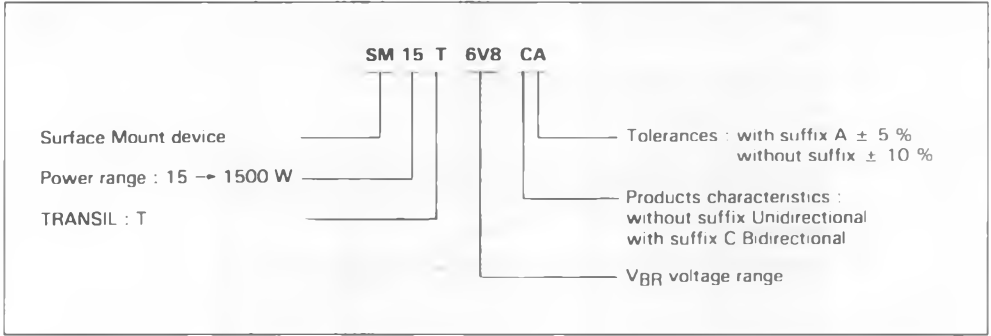 SM 15 T 6V8 CA
Surface Mount device
Power range : 15 → 1500 W
TRANSIL : T
Tolerances : with suffix A ± 5 %
without suffix ± 10 %
Products characteristics :
without suffix Unidirectional
with suffix C Bidirectional
VBR voltage range